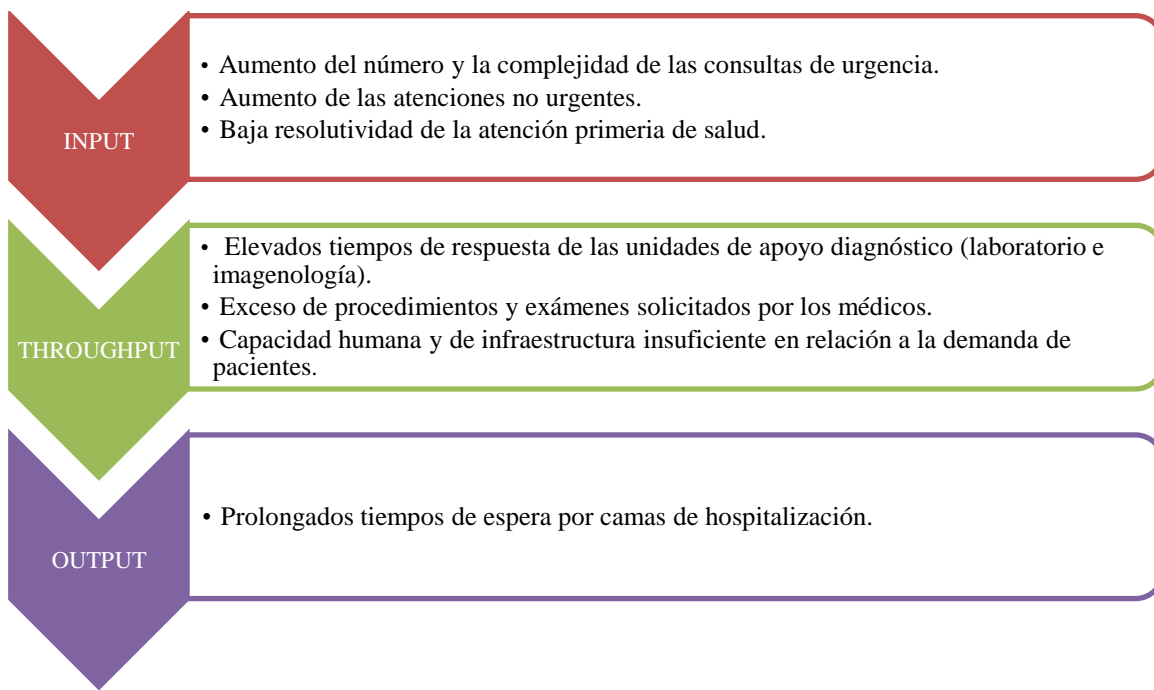 INPUT
• Aumento del número y la complejidad de las consultas de urgencia.
• Aumento de las atenciones no urgentes.
• Baja resolutividad de la atención primeria de salud.
THROUGHPUT
• Elevados tiempos de respuesta de las unidades de apoyo diagnóstico (laboratorio e
imagenología).
• Exceso de procedimientos y exámenes solicitados por los médicos.
• Capacidad humana y de infraestructura insuficiente en relación a la demanda de
pacientes.
OUTPUT
• Prolongados tiempos de espera por camas de hospitalización.